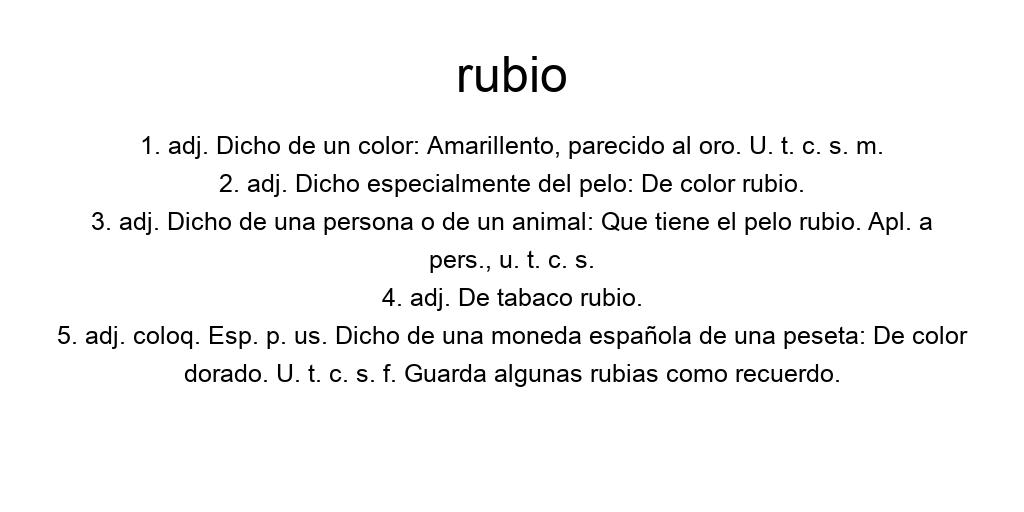 rubio
1. adj. Dicho de un color: Amarillento, parecido al oro. U. t. c. s. m.
2. adj. Dicho especialmente del pelo: De color rubio.
3. adj. Dicho de una persona o de un animal: Que tiene el pelo rubio. Apl. a
pers., u. t. c. s.
4. adj. De tabaco rubio.
5. adj. coloq. Esp. p. us. Dicho de una moneda española de una peseta: De color
dorado. U. t. c. s. f. Guarda algunas rubias como recuerdo.